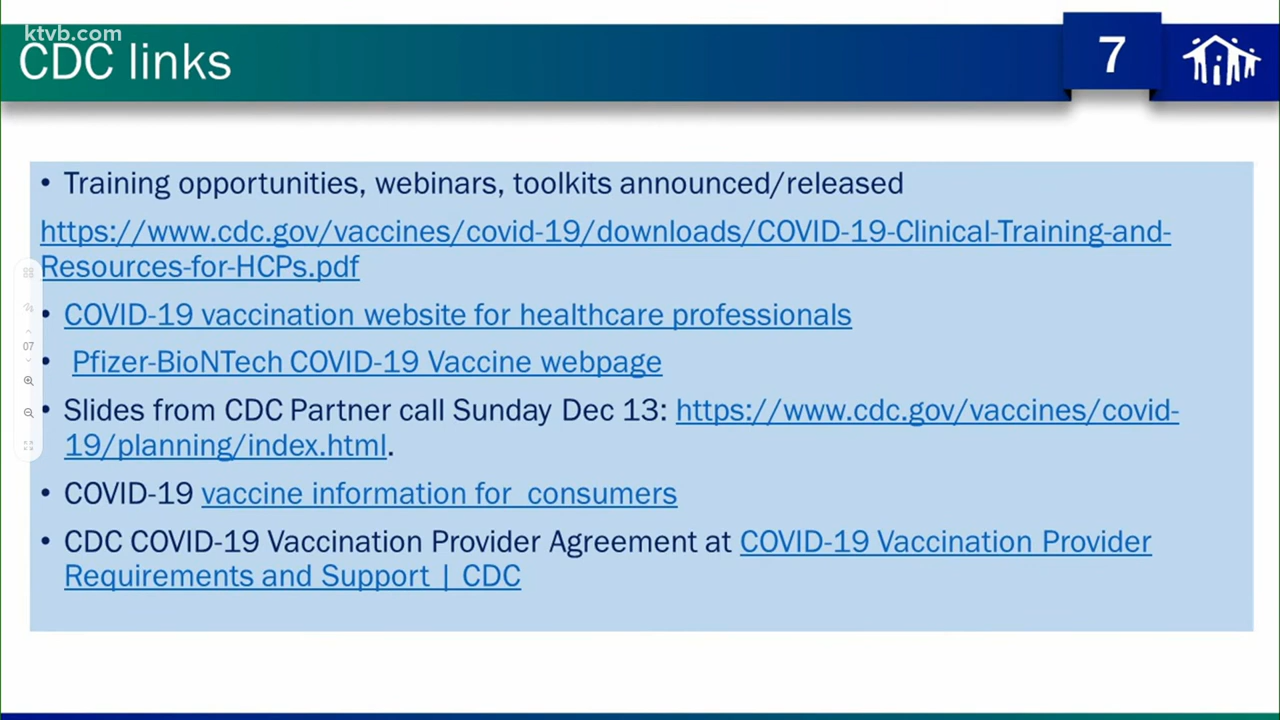 ktvb.com
CDC links
7
• Training opportunities, webinars, toolkits announced/released
https://www.cdc.gov/vaccines/covid-19/downloads/COVID-19-Clinical-Training-and-
Resources-for-HCPs.pdf
• COVID-19 vaccination website for healthcare professionals
• Pfizer-BioNTech COVID-19 Vaccine webpage
• Slides from CDC Partner call Sunday Dec 13: https://www.cdc.gov/vaccines/covid-
19/planning/index.html.
• COVID-19 vaccine information for  consumers
• CDC COVID-19 Vaccination Provider Agreement at COVID-19 Vaccination Provider
Requirements and Support | CDC
07